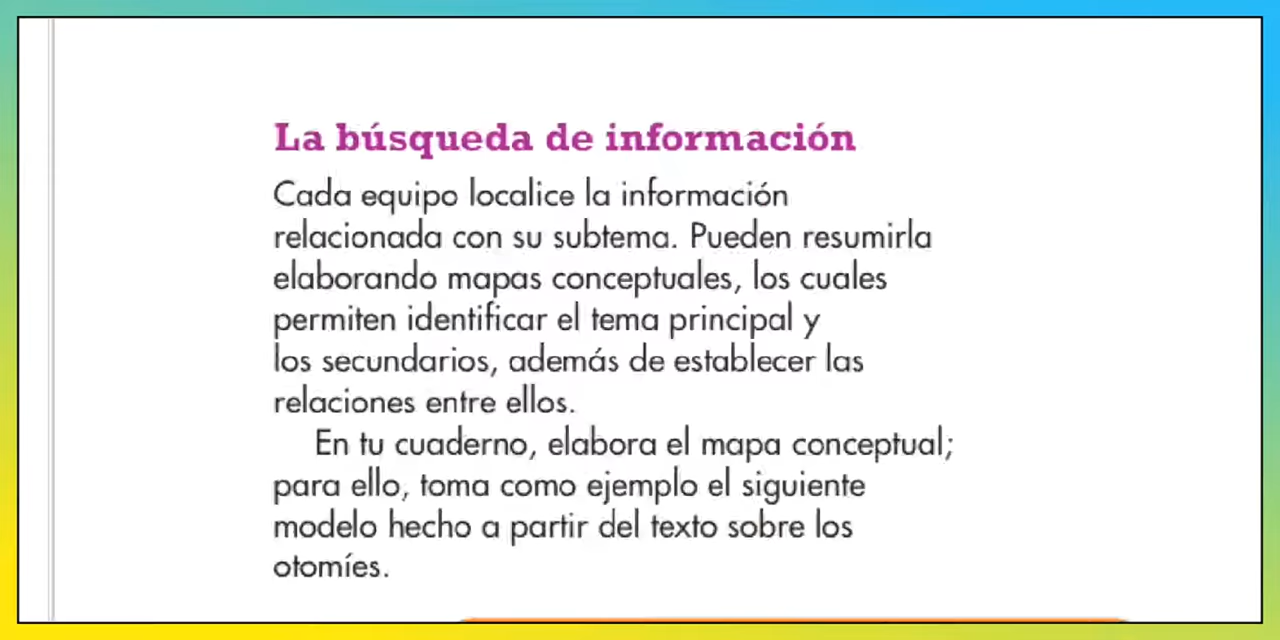 La búsqueda de información
Cada equipo localice la información
relacionada con su subtema. Pueden resumirla
elaborando mapas conceptuales, los cuales
permiten identificar el tema principal y
los secundarios, además de establecer las
relaciones entre ellos.
En tu cuaderno, elabora el mapa conceptual;
para ello, toma como ejemplo el siguiente
modelo hecho a partir del texto sobre los
otomíes.